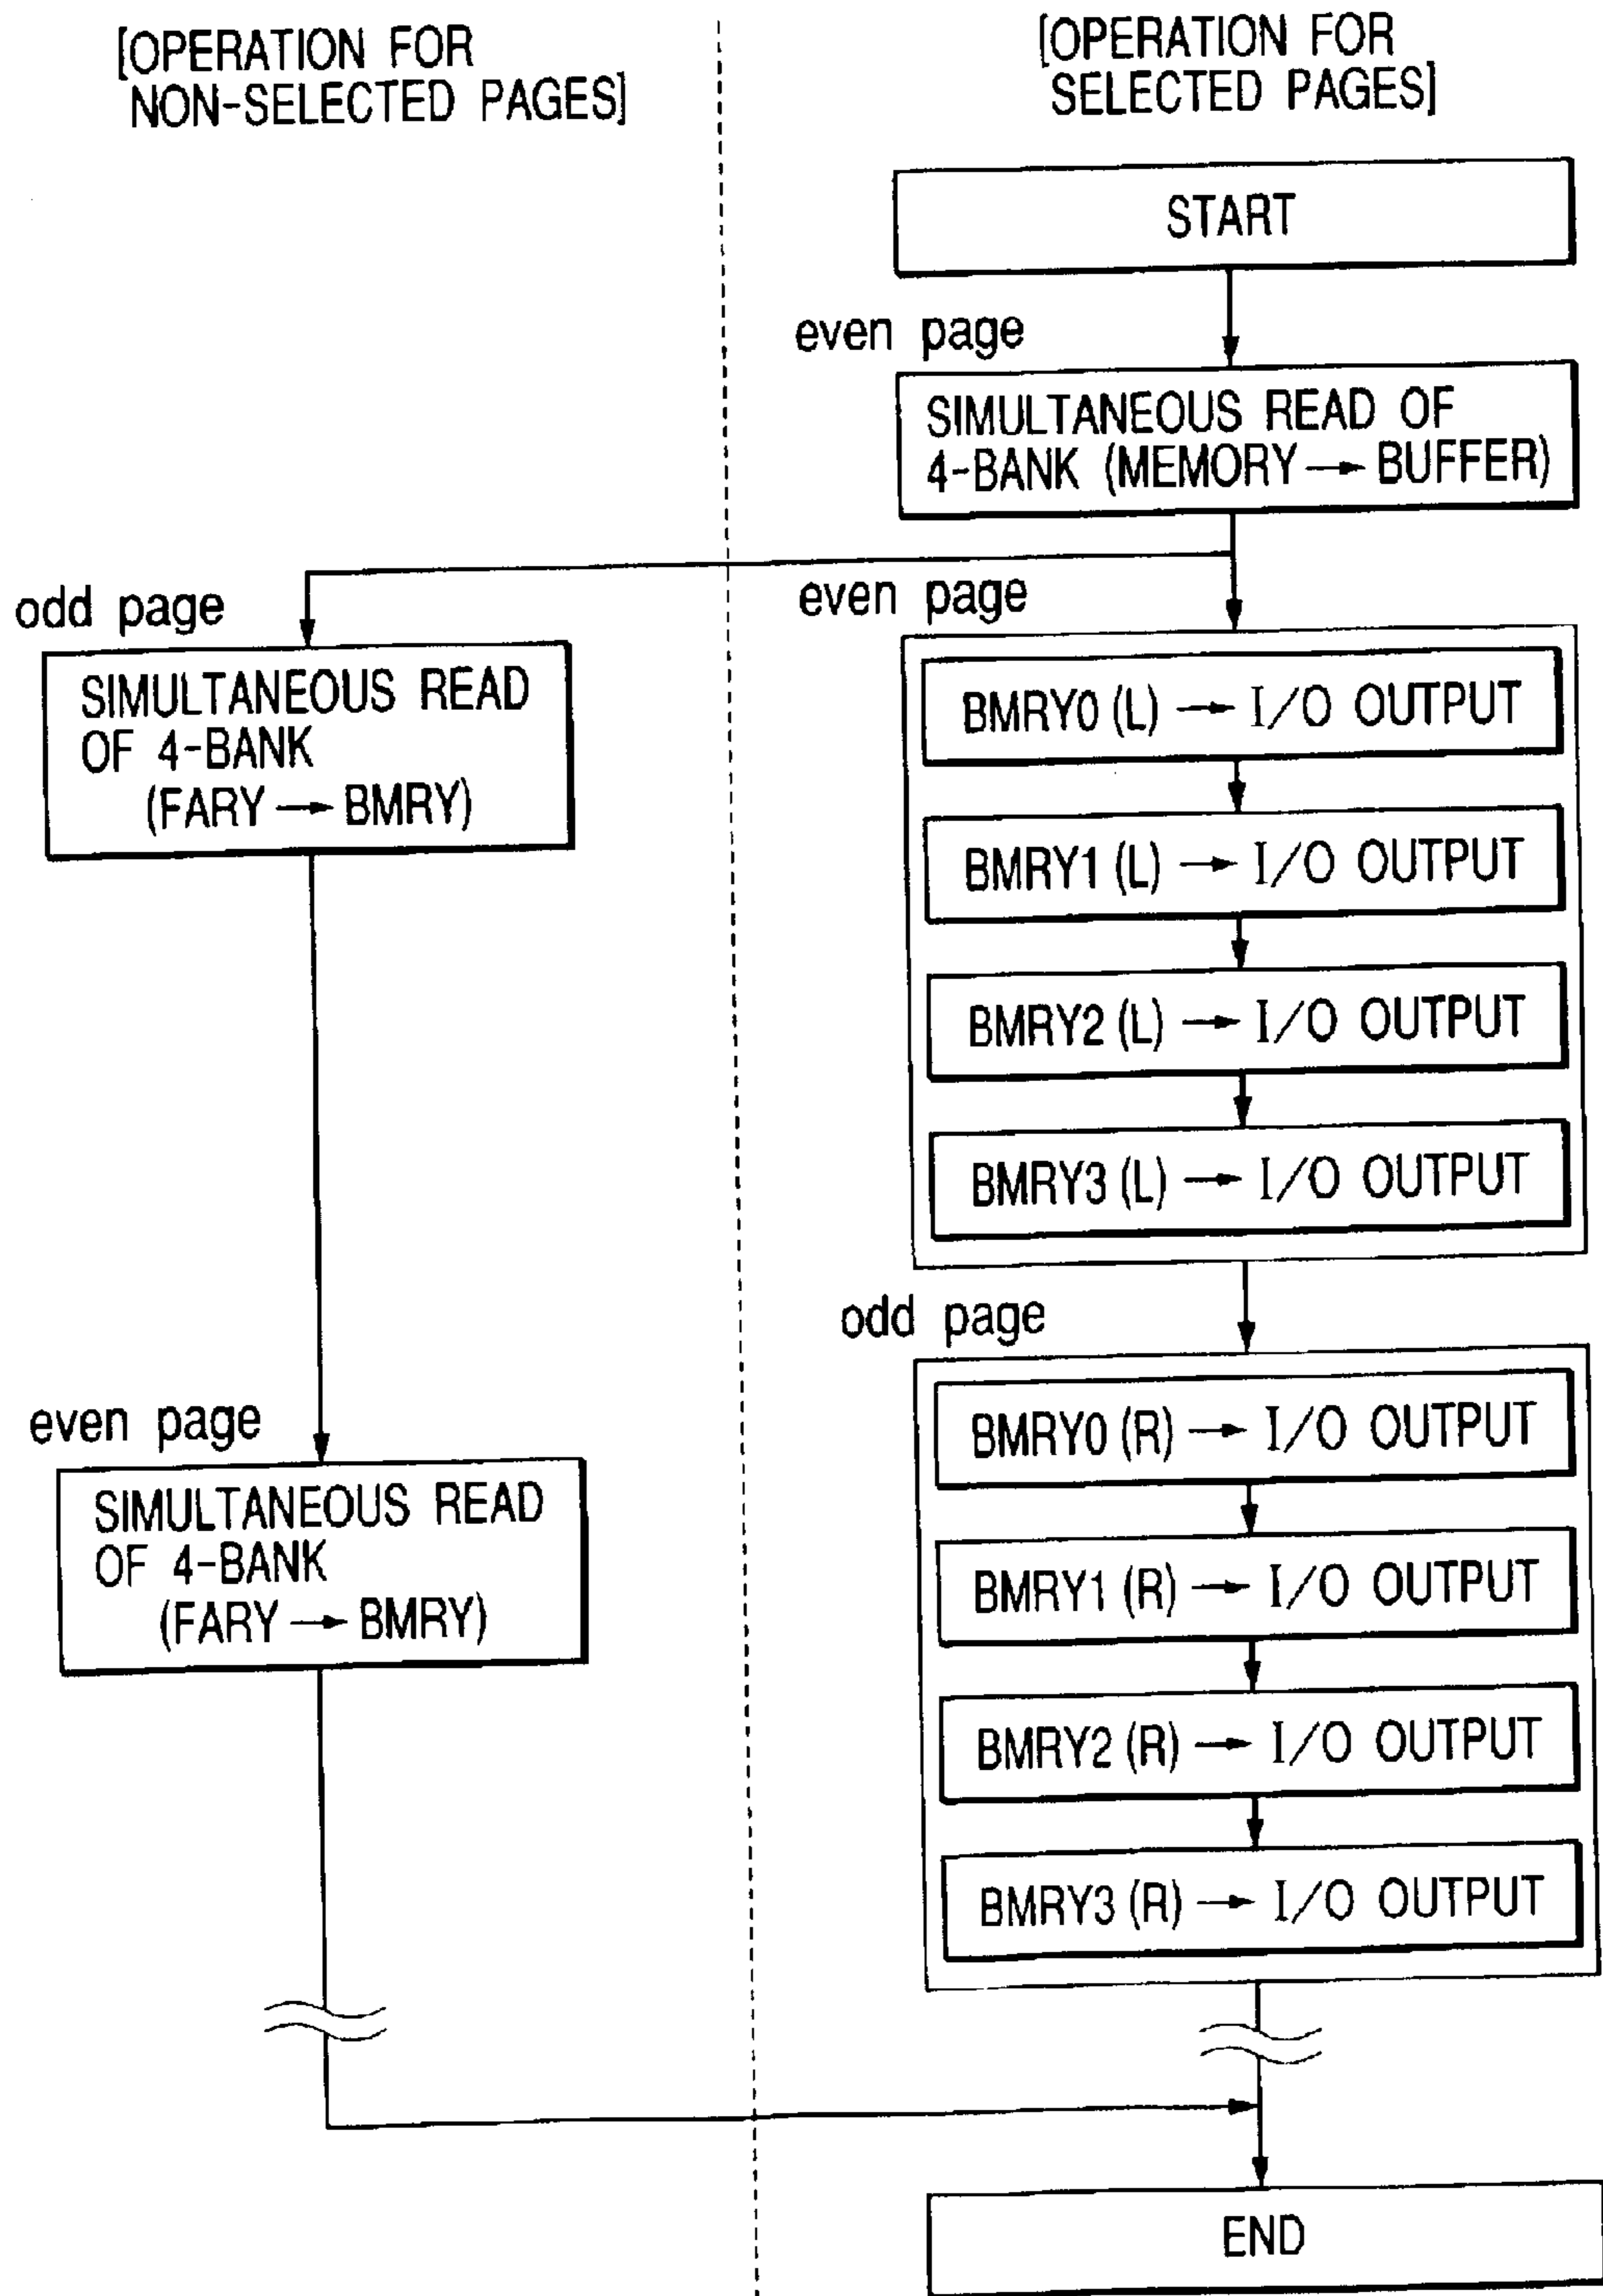 [OPERATION FOR
NON-SELECTED PAGES]
[OPERATION FOR
SELECTED PAGES]
START
even page
SIMULTANEOUS READ OF
4-BANK (MEMORY → BUFFER)
odd page
SIMULTANEOUS READ
OF 4-BANK
(FARY → BMRY)
even page
BMRY0 (L) → I/O OUTPUT
BMRY1 (L) → I/O OUTPUT
BMRY2 (L) → I/O OUTPUT
BMRY3 (L) → I/O OUTPUT
odd page
BMRY0 (R) → I/O OUTPUT
BMRY1 (R) → I/O OUTPUT
BMRY2 (R) → I/O OUTPUT
BMRY3 (R) → I/O OUTPUT
even page
SIMULTANEOUS READ
OF 4-BANK
(FARY → BMRY)
END